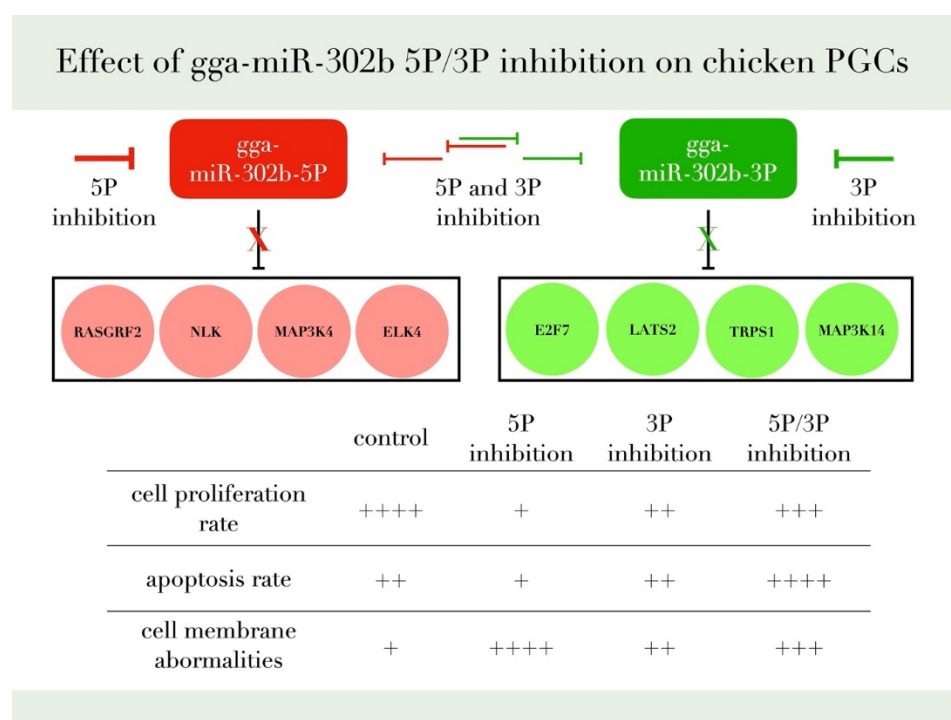 Effect of gga-miR-302b 5P/3P inhibition on chicken PGCs
gga-
miR-302b-5P
gga-
miR-302b-3P
5P
inhibition
5P and 3P
inhibition
3P
inhibition
X
X
RASGRF2
NLK
MAP3K4
ELK4
E2F7
LATS2
TRPS1
MAP3K14
control
5P
inhibition
3P
inhibition
5P/3P
inhibition
cell proliferation
rate
++++
+
++
+++
apoptosis rate
++
+
++
++++
cell membrane
abormalities
+
++++
++
+++